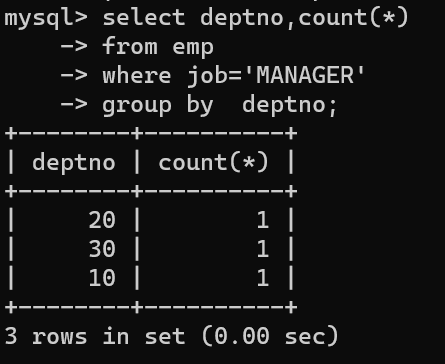 mysql> select deptno,count(*)
    -> from emp
    -> where job='MANAGER'
    -> group by  deptno;
+--------+----------+
| deptno | count(*) |
+--------+----------+
|     20 |        1 |
|     30 |        1 |
|     10 |        1 |
+--------+----------+
3 rows in set (0.00 sec)